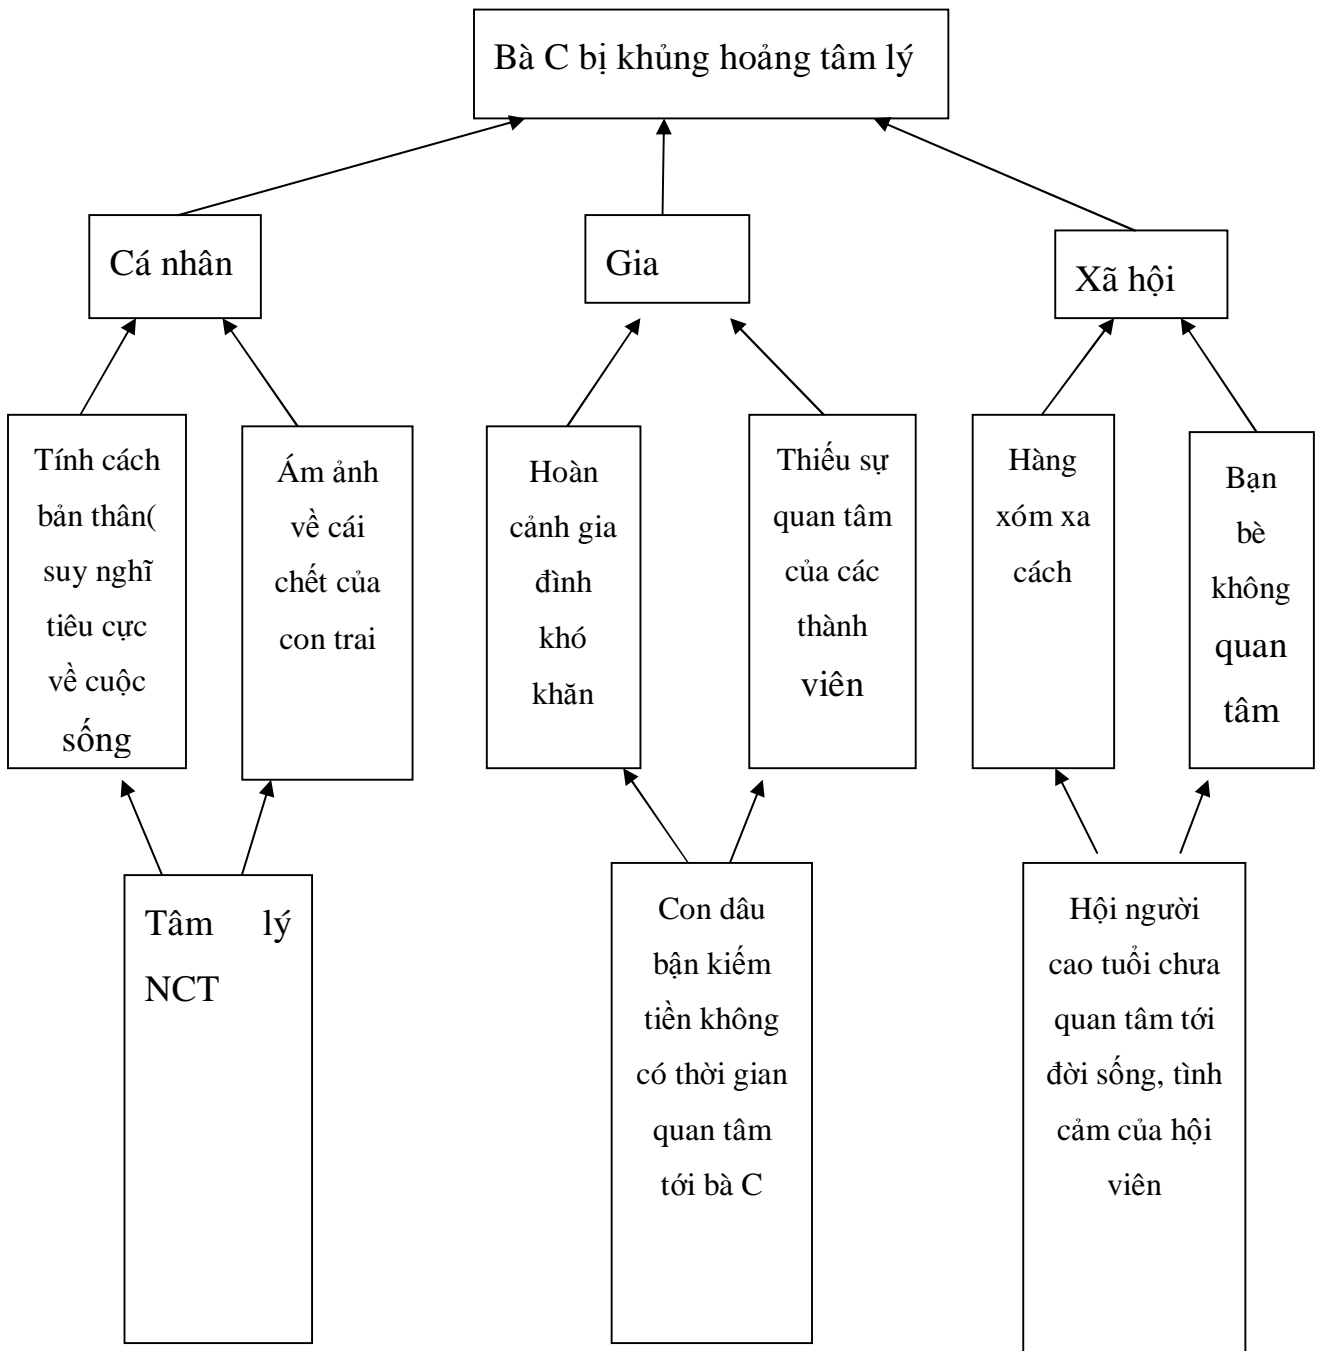 Bà C bị khủng hoảng tâm lý
Cá nhân
Gia
Xã hội
Tính cách
bản thân(
suy nghĩ
tiêu cực
về cuộc
sống
Ám ảnh
về cái
chết của
con trai
Hoàn
cảnh gia
đình
khó
khăn
Thiếu sự
quan tâm
của các
thành
viên
Hàng
xóm xa
cách
Bạn
bè
không
quan
tâm
Tâm lý
NCT
Con dâu
bận kiếm
tiền không
có thời gian
quan tâm
tới bà C
Hội người
cao tuổi chưa
quan tâm tới
đời sống, tình
cảm của hội
viên